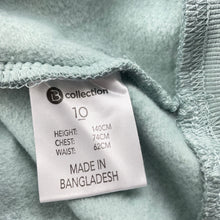 B collection
10
HEIGHT: 140CM
CHEST: 74CM
WAIST: 62CM
MADE IN
BANGLADESH